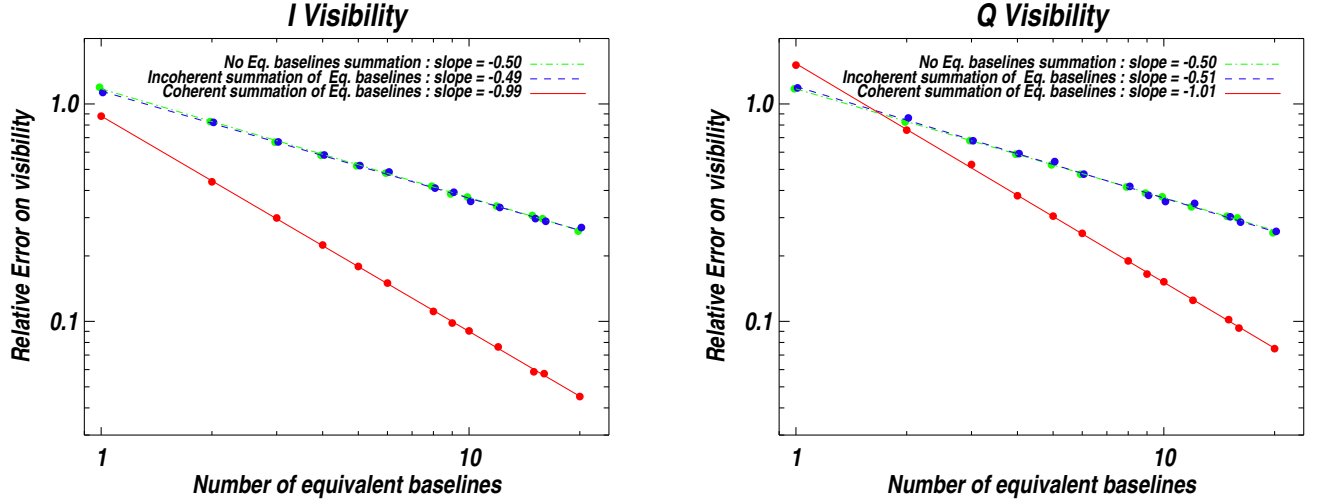 I Visibility
No Eq. baselines summation : slope = -0.50
Incoherent summation of Eq. baselines : slope = -0.49
Coherent summation of Eq. baselines : slope = -0.99
Relative Error on visibility
1.0
0.1
1
10
Number of equivalent baselines
Q Visibility
No Eq. baselines summation : slope = -0.50
Incoherent summation of Eq. baselines : slope = -0.51
Coherent summation of Eq. baselines : slope = -1.01
Relative Error on visibility
1.0
0.1
1
10
Number of equivalent baselines